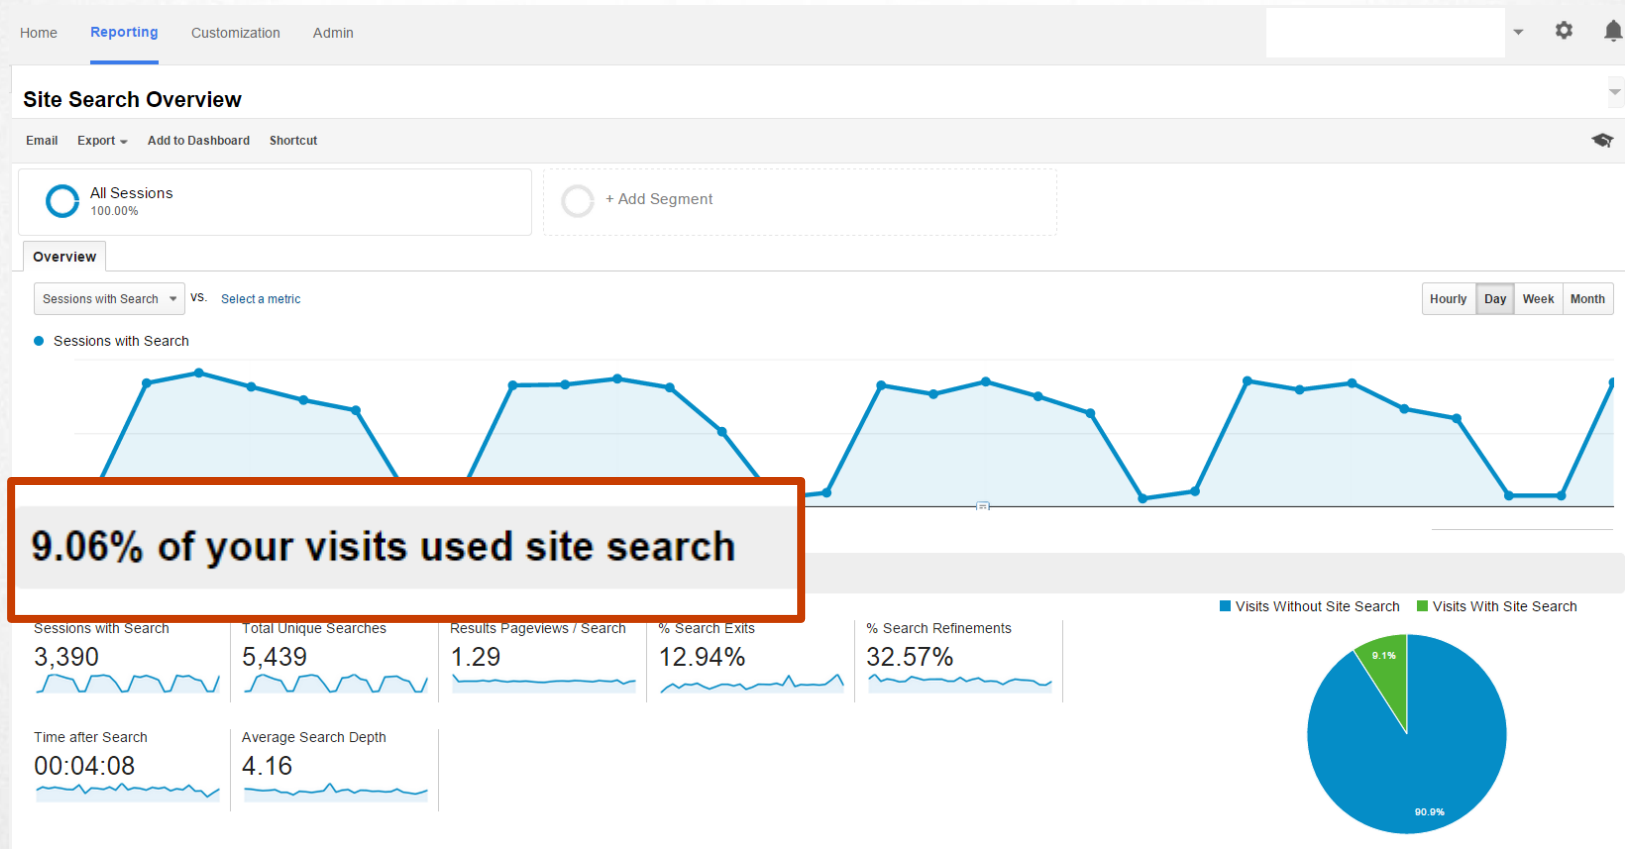 Home Reporting Customization Admin
Site Search Overview
Email Export Add to Dashboard Shortcut
All Sessions
100.00%
+ Add Segment
Overview
Sessions with Search VS. Select a metric
Hourly Day Week Month
Sessions with Search
9.06% of your visits used site search
Visits Without Site Search Visits With Site Search
Sessions with Search
3,390
Total Unique Searches
5,439
Results Pageviews / Search
1.29
% Search Exits
12.94%
% Search Refinements
32.57%
Time after Search
00:04:08
Average Search Depth
4.16
9.1%
90.9%